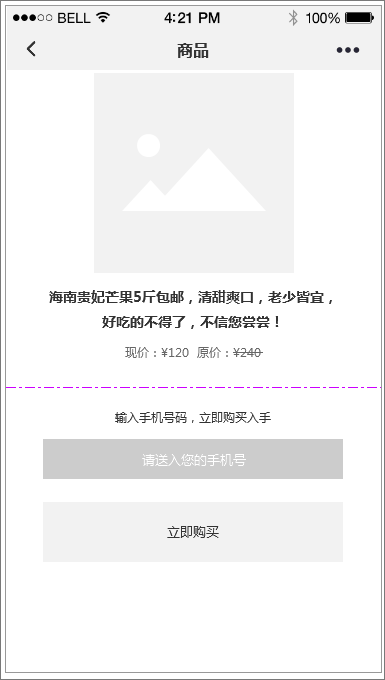 BELL 4:21 PM 100%
商品
海南贵妃芒果5斤包邮，清甜爽口，老少皆宜，
好吃的不得了，不信您尝尝！
现价：¥120 原价：¥240
输入手机号码，立即购买入手
请送入您的手机号
立即购买